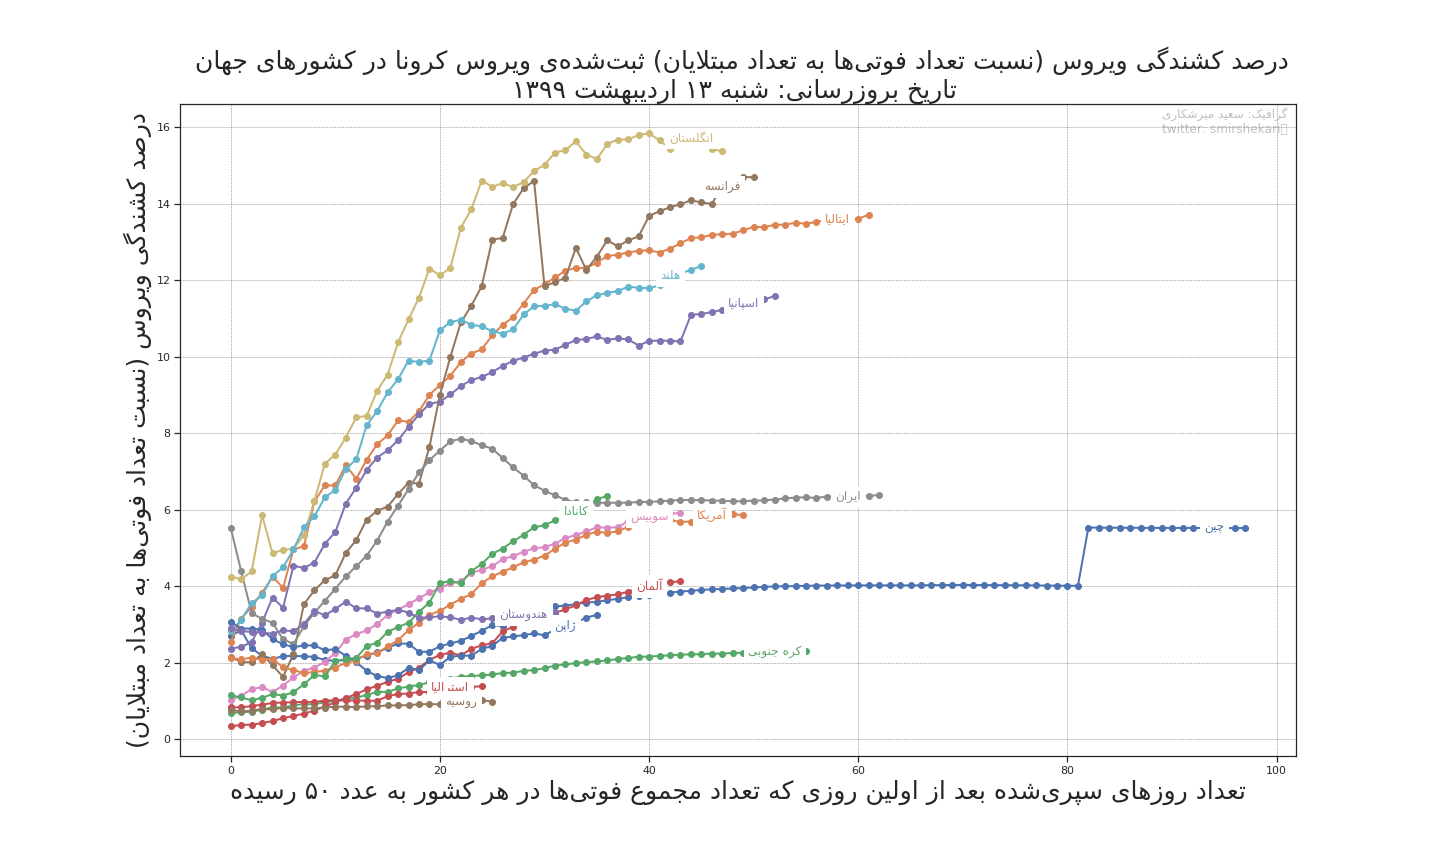 درصد کشندگی ویروس (نسبت تعداد فوتی‌ها به تعداد مبتلایان) ثبت‌شده‌ی ویروس کرونا در کشورهای جهان
تاریخ بروزرسانی: شنبه ۱۳ اردیبهشت ۱۳۹۹
گرافیک: سعید میرشکاری
twitter: smirshekari
درصد کشندگی ویروس (نسبت تعداد فوتی‌ها به تعداد مبتلایان)
16
14
12
10
8
6
4
2
0
انگلستان
فرانسه
ایتالیا
هلند
اسپانیا
ایران
کانادا
سوییس
آمریکا
چین
آلمان
هندوستان
ژاپن
کره جنوبی
استرالیا
روسیه
0 20 40 60 80 100
تعداد روزهای سپری‌شده بعد از اولین روزی که تعداد مجموع فوتی‌ها در هر کشور به عدد ۵۰ رسیده